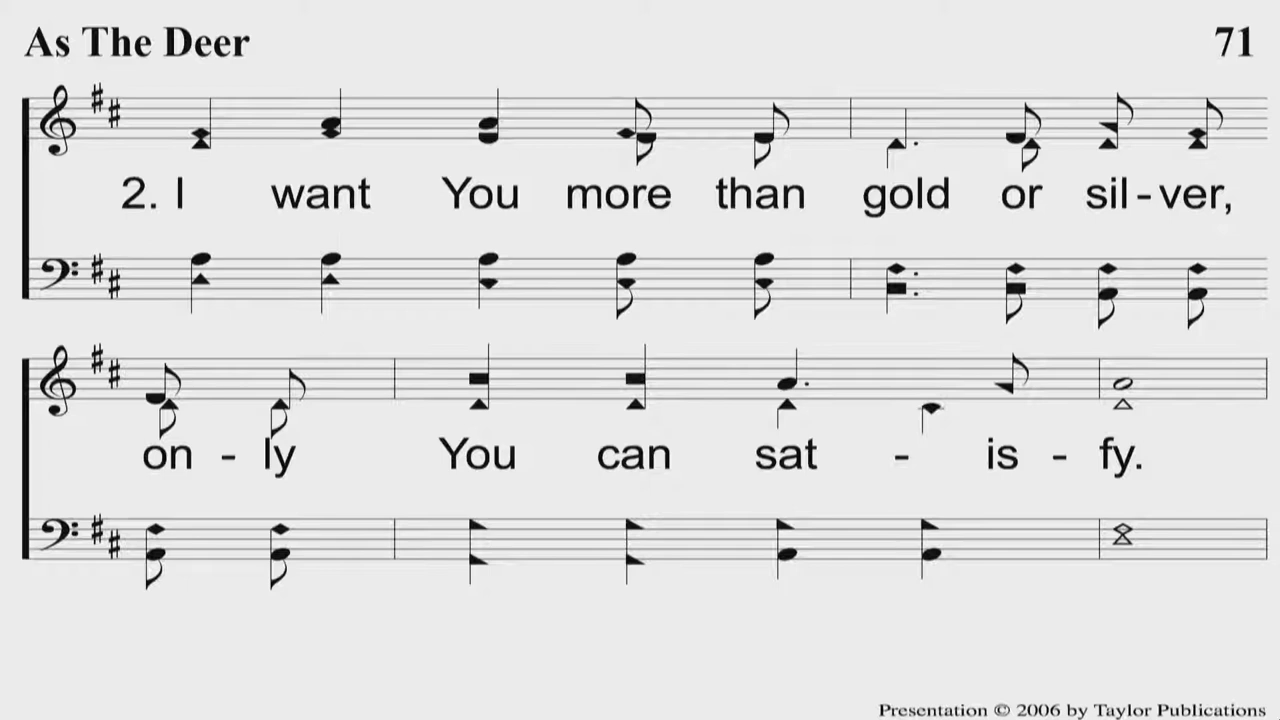 As The Deer 71
2. I want You more than gold or sil-ver,
on - ly You can sat - is - fy.
Presentation © 2006 by Taylor Publications